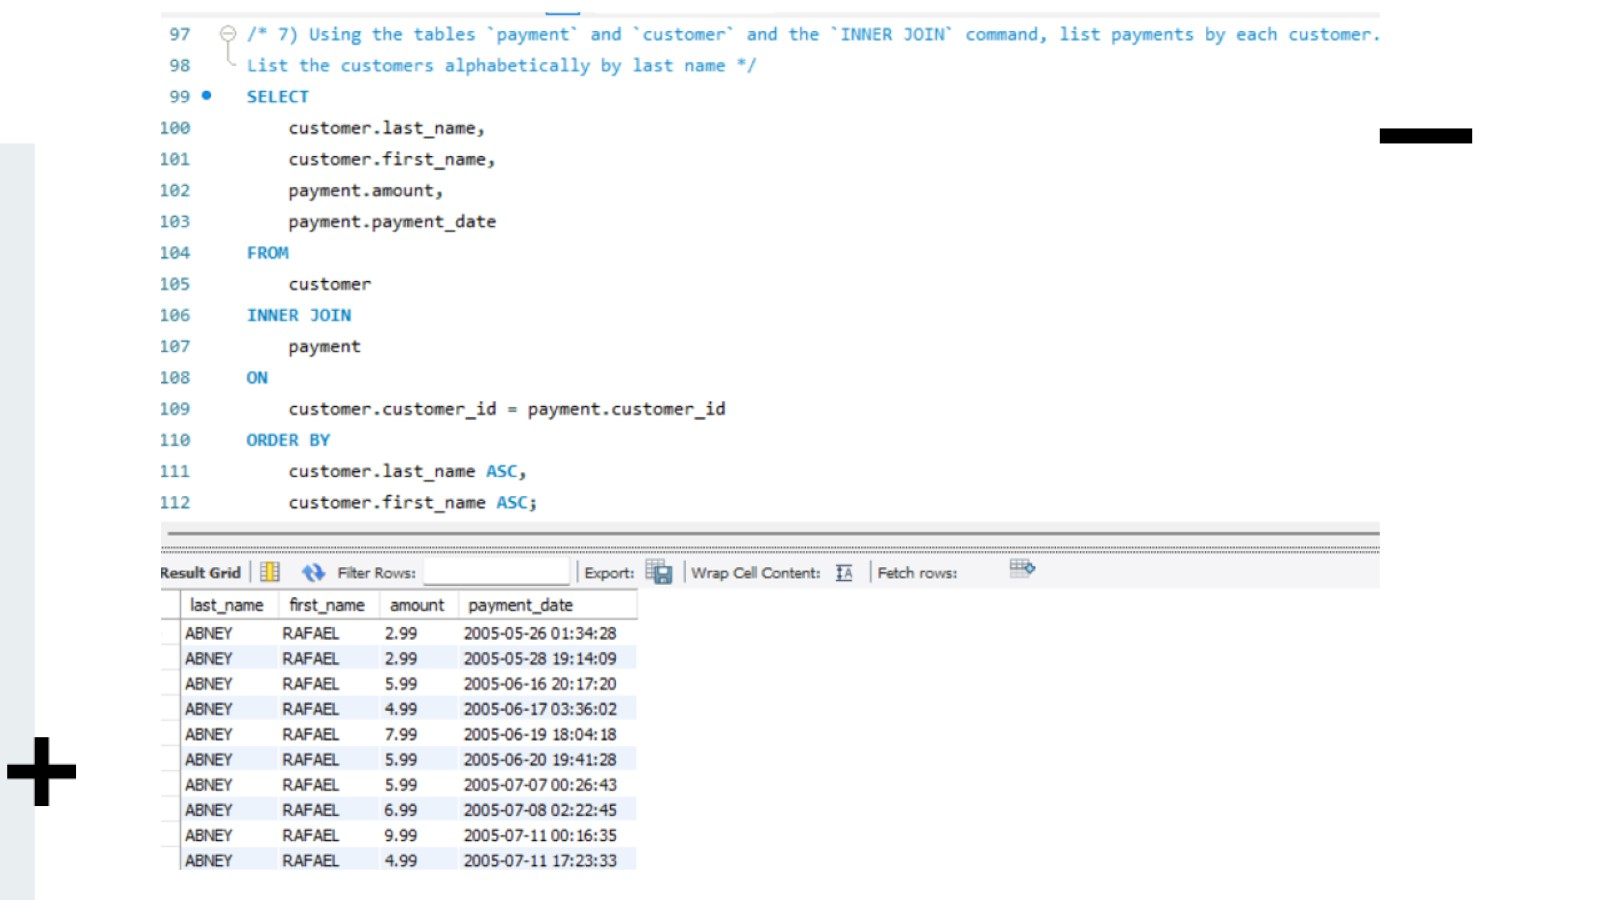 97 /* 7) Using the tables `payment` and `customer` and the `INNER JOIN` command, list payments by each customer.
98 List the customers alphabetically by last name */
99 SELECT
100 customer.last_name,
101 customer.first_name,
102 payment.amount,
103 payment.payment_date
104 FROM
105 customer
106 INNER JOIN
107 payment
108 ON
109 customer.customer_id = payment.customer_id
110 ORDER BY
111 customer.last_name ASC,
112 customer.first_name ASC;
Result Grid Filter Rows: Export: Wrap Cell Content: IA Fetch rows:
last_name first_name amount payment_date
ABNEY RAFAEL 2.99 2005-05-26 01:34:28
ABNEY RAFAEL 2.99 2005-05-28 19:14:09
ABNEY RAFAEL 5.99 2005-06-16 20:17:20
ABNEY RAFAEL 4.99 2005-06-17 03:36:02
ABNEY RAFAEL 7.99 2005-06-19 18:04:18
ABNEY RAFAEL 5.99 2005-06-20 19:41:28
ABNEY RAFAEL 5.99 2005-07-07 00:26:43
ABNEY RAFAEL 6.99 2005-07-08 02:22:45
ABNEY RAFAEL 9.99 2005-07-11 00:16:35
ABNEY RAFAEL 4.99 2005-07-11 17:23:33